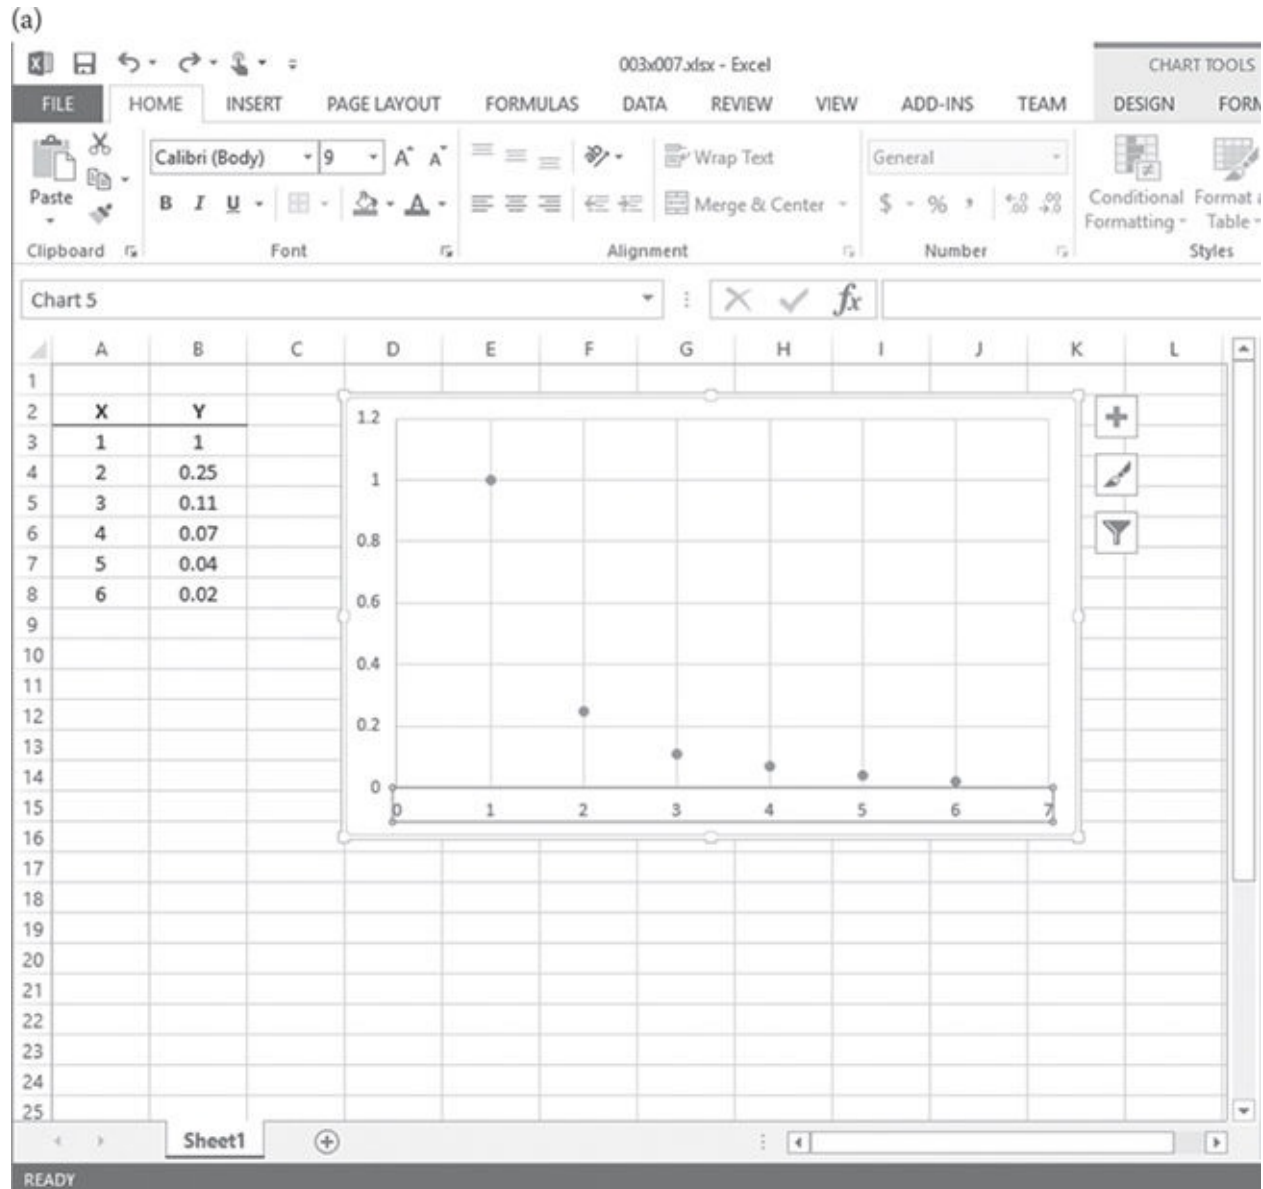 (a)
003x007.xlsx - Excel
CHART TOOLS
FILE HOME INSERT PAGE LAYOUT FORMULAS DATA REVIEW VIEW ADD-INS TEAM DESIGN FORM
Calibri (Body) 9 A A Wrap Text General
Paste B I U A Merge & Center $ % , .00 .0 Conditional Format a
Formatting Table
Clipboard Font Alignment Number Styles
Chart 5 fx
A B C D E F G H I J K L
1
2 X Y
3 1 1
4 2 0.25
5 3 0.11
6 4 0.07
7 5 0.04
8 6 0.02
9
10
11
12
13
14
15
16
17
18
19
20
21
22
23
24
25
1.2
1
0.8
0.6
0.4
0.2
0
0 1 2 3 4 5 6 7
Sheet1
READY